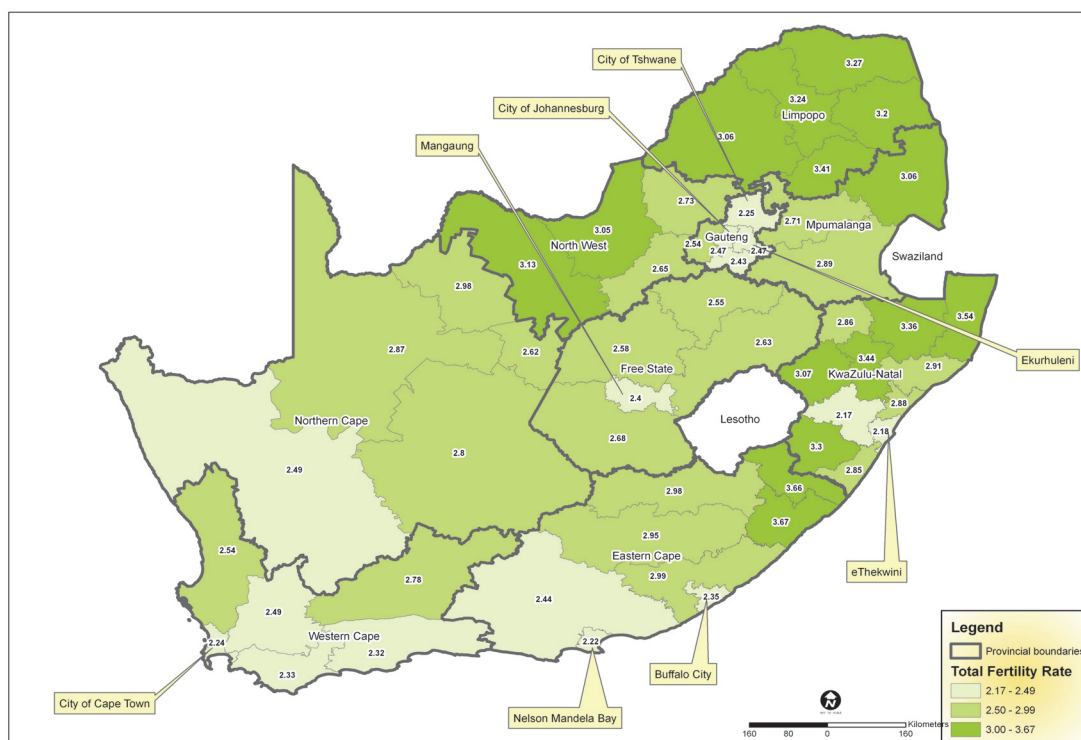 City of Tshwane
City of Johannesburg
Mangaung
3.27
3.24
Limpopo
3.2
3.06
3.41
3.06
2.73
2.25
2.71
Mpumalanga
3.05
North West
Gauteng
2.54
2.47
2.47
2.43
3.13
2.65
2.89
Swaziland
2.98
2.55
3.54
2.86
3.36
2.87
2.62
2.58
2.63
Ekurhuleni
Free State
3.44
3.07
KwaZulu-Natal
2.91
2.4
2.88
Northern Cape
Lesotho
2.17
2.18
2.68
3.3
2.8
2.49
2.85
2.98
3.66
3.67
2.95
2.54
Eastern Cape
eThekwini
2.78
2.99
2.44
2.35
2.49
Western Cape
2.24
2.22
2.32
2.33
Buffalo City
City of Cape Town
Nelson Mandela Bay
N
160 80 0 160
Kilometers
Legend
Provincial boundaries
Total Fertility Rate
2.17 - 2.49
2.50 - 2.99
3.00 - 3.67